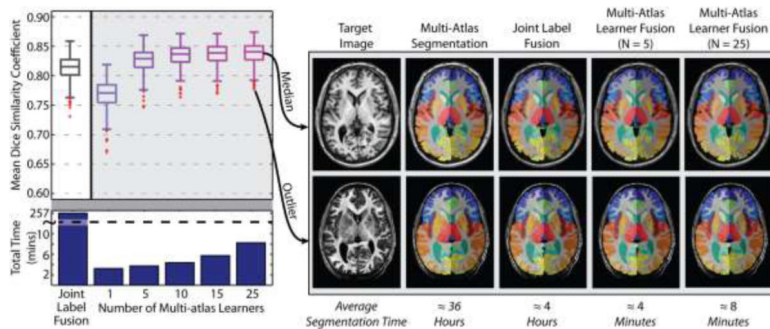 Mean Dice Similarity Coefficient
0.90
0.85
0.80
0.75
0.70
0.65
0.60
Total Time
(mins)
257
10
6
2
Joint
Label
Fusion
1 5 10 15 25
Number of Multi-atlas Learners
Median
Outlier
Target
Image
Multi-Atlas
Segmentation
Joint Label
Fusion
Multi-Atlas
Learner Fusion
(N = 5)
Multi-Atlas
Learner Fusion
(N = 25)
Average
Segmentation Time
≈ 36
Hours
≈ 4
Hours
≈ 4
Minutes
≈ 8
Minutes